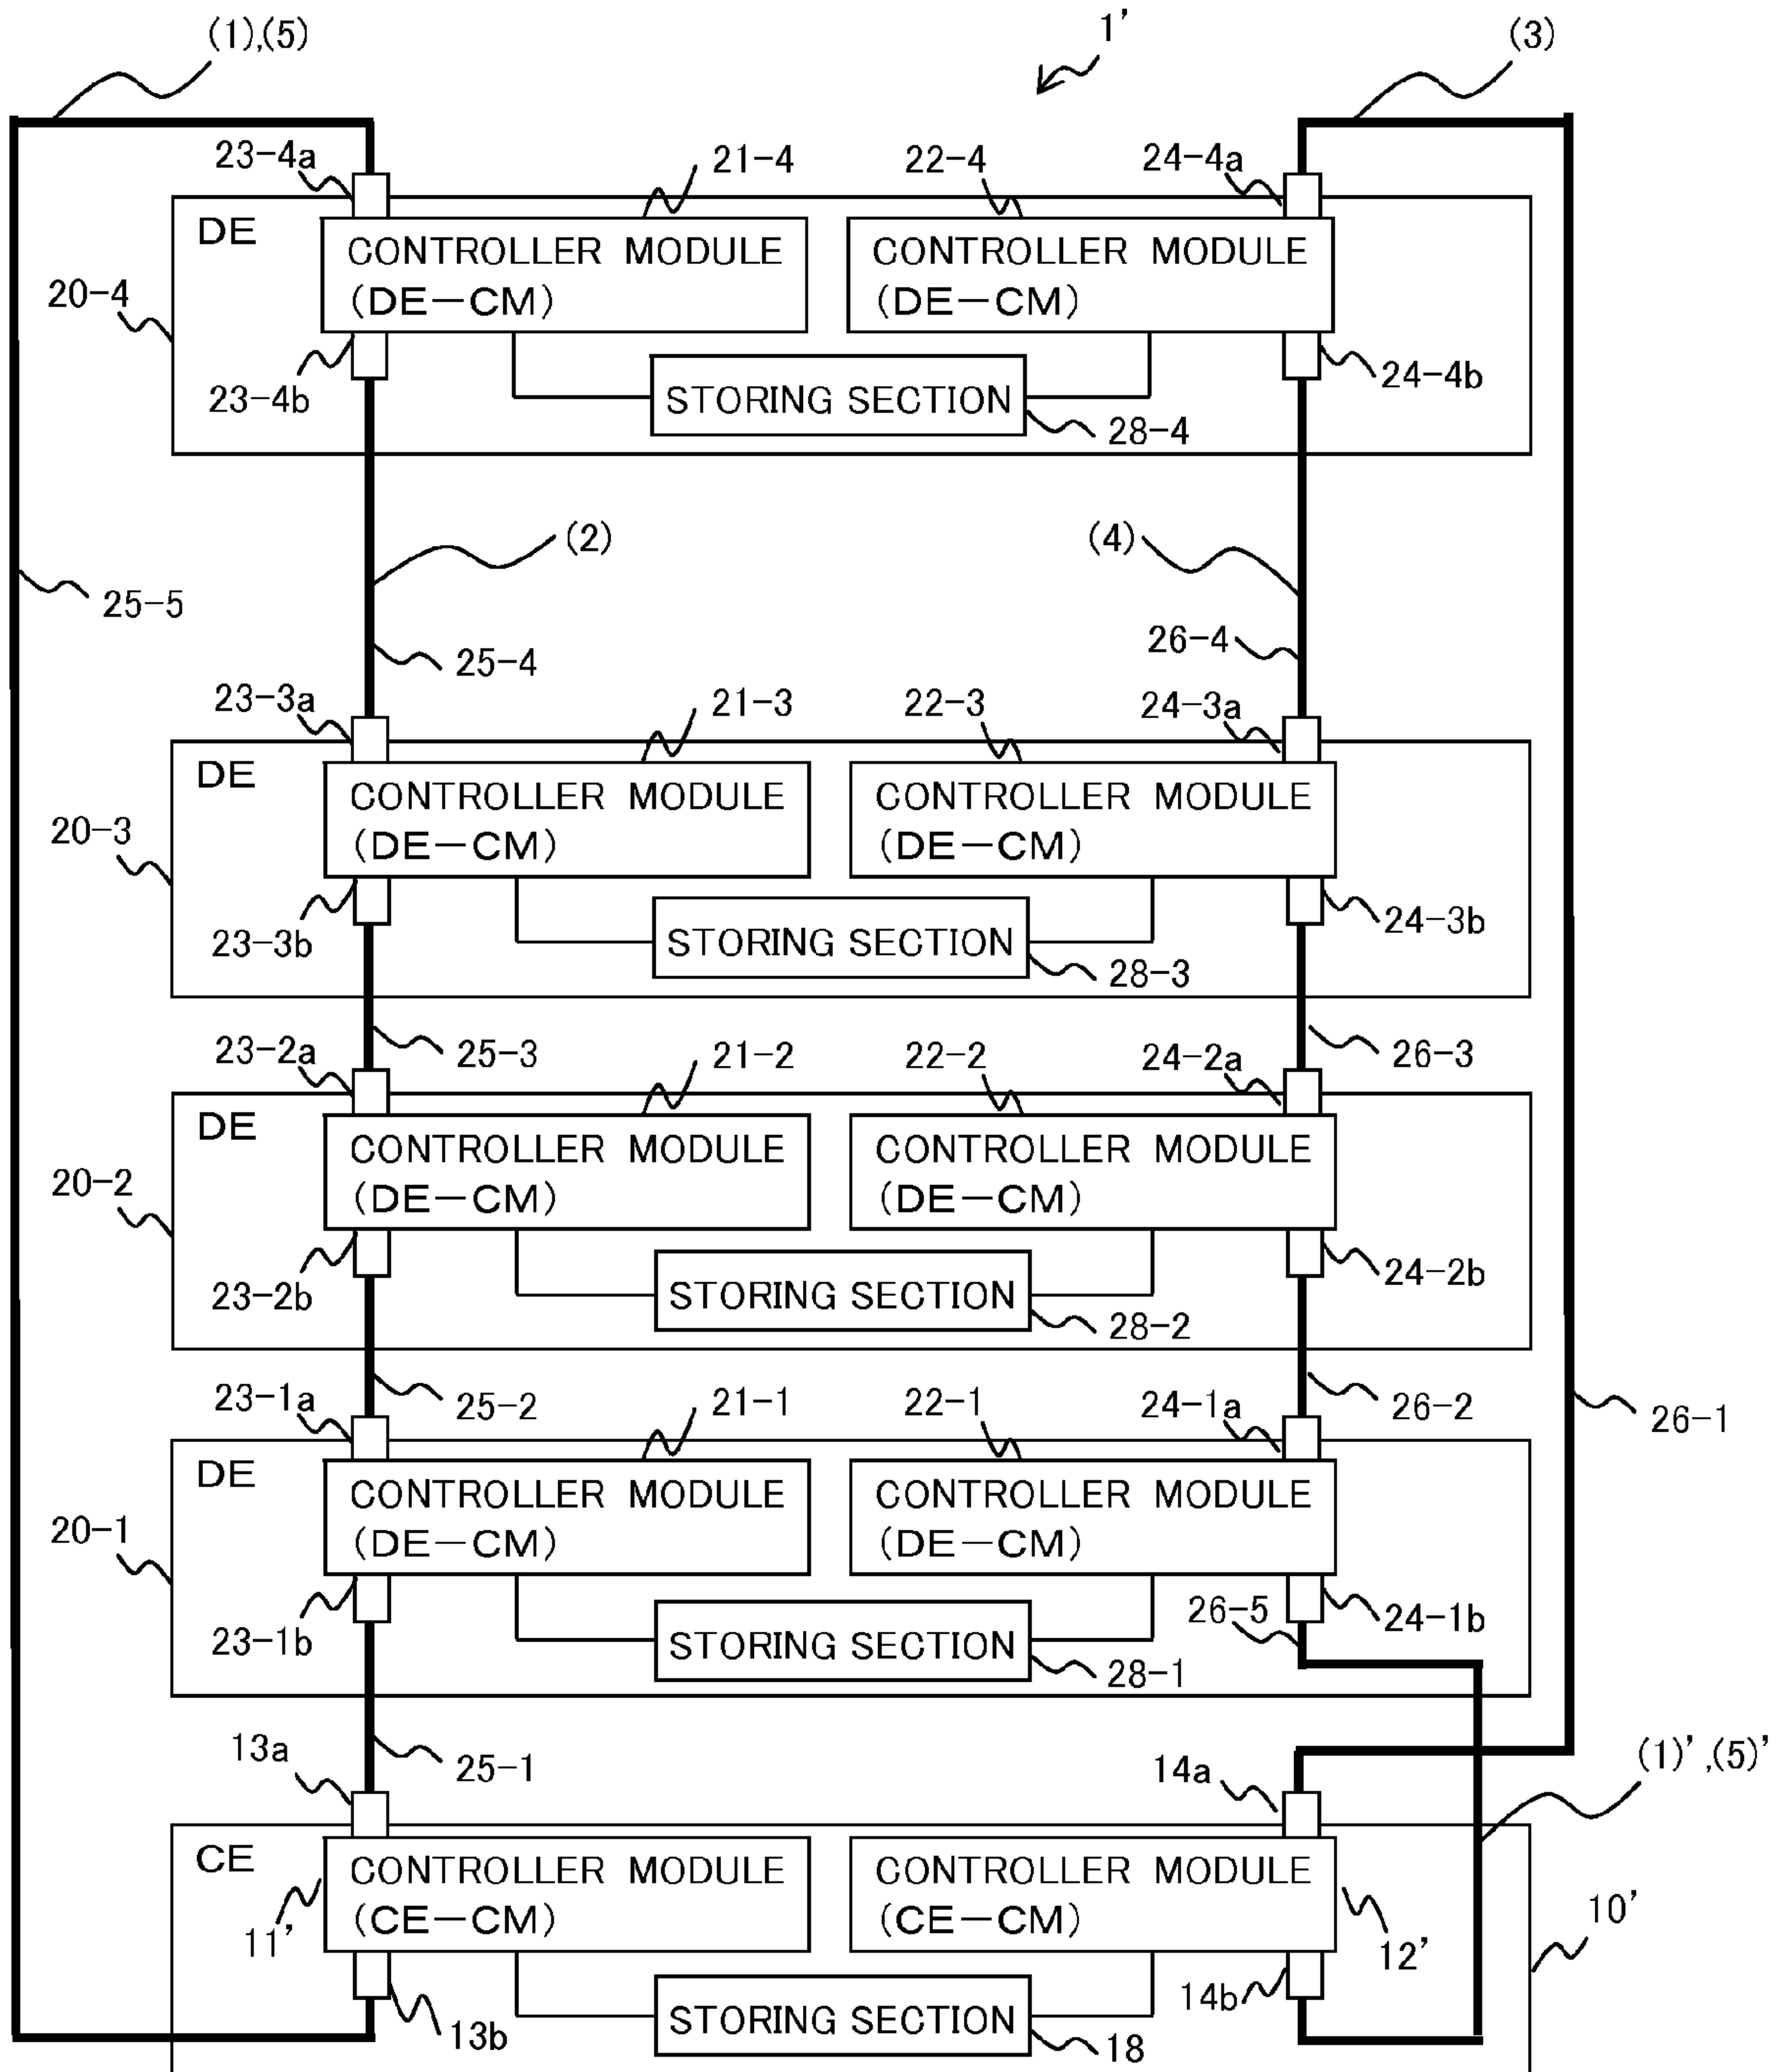 (1),(5)
1'
(3)
23-4a
21-4
22-4
24-4a
DE
CONTROLLER MODULE
(DE-CM)
CONTROLLER MODULE
(DE-CM)
20-4
23-4b
STORING SECTION
24-4b
28-4
(2)
(4)
25-5
25-4
26-4
23-3a
21-3
22-3
24-3a
DE
CONTROLLER MODULE
(DE-CM)
CONTROLLER MODULE
(DE-CM)
20-3
23-3b
STORING SECTION
24-3b
28-3
25-3
26-3
23-2a
21-2
22-2
24-2a
DE
CONTROLLER MODULE
(DE-CM)
CONTROLLER MODULE
(DE-CM)
20-2
23-2b
STORING SECTION
24-2b
28-2
25-2
26-2
26-1
23-1a
21-1
22-1
24-1a
DE
CONTROLLER MODULE
(DE-CM)
CONTROLLER MODULE
(DE-CM)
20-1
23-1b
STORING SECTION
26-5
24-1b
28-1
13a
25-1
14a
(1)',(5)'
CE
CONTROLLER MODULE
(CE-CM)
CONTROLLER MODULE
(CE-CM)
11'
12'
10'
13b
STORING SECTION
14b
18